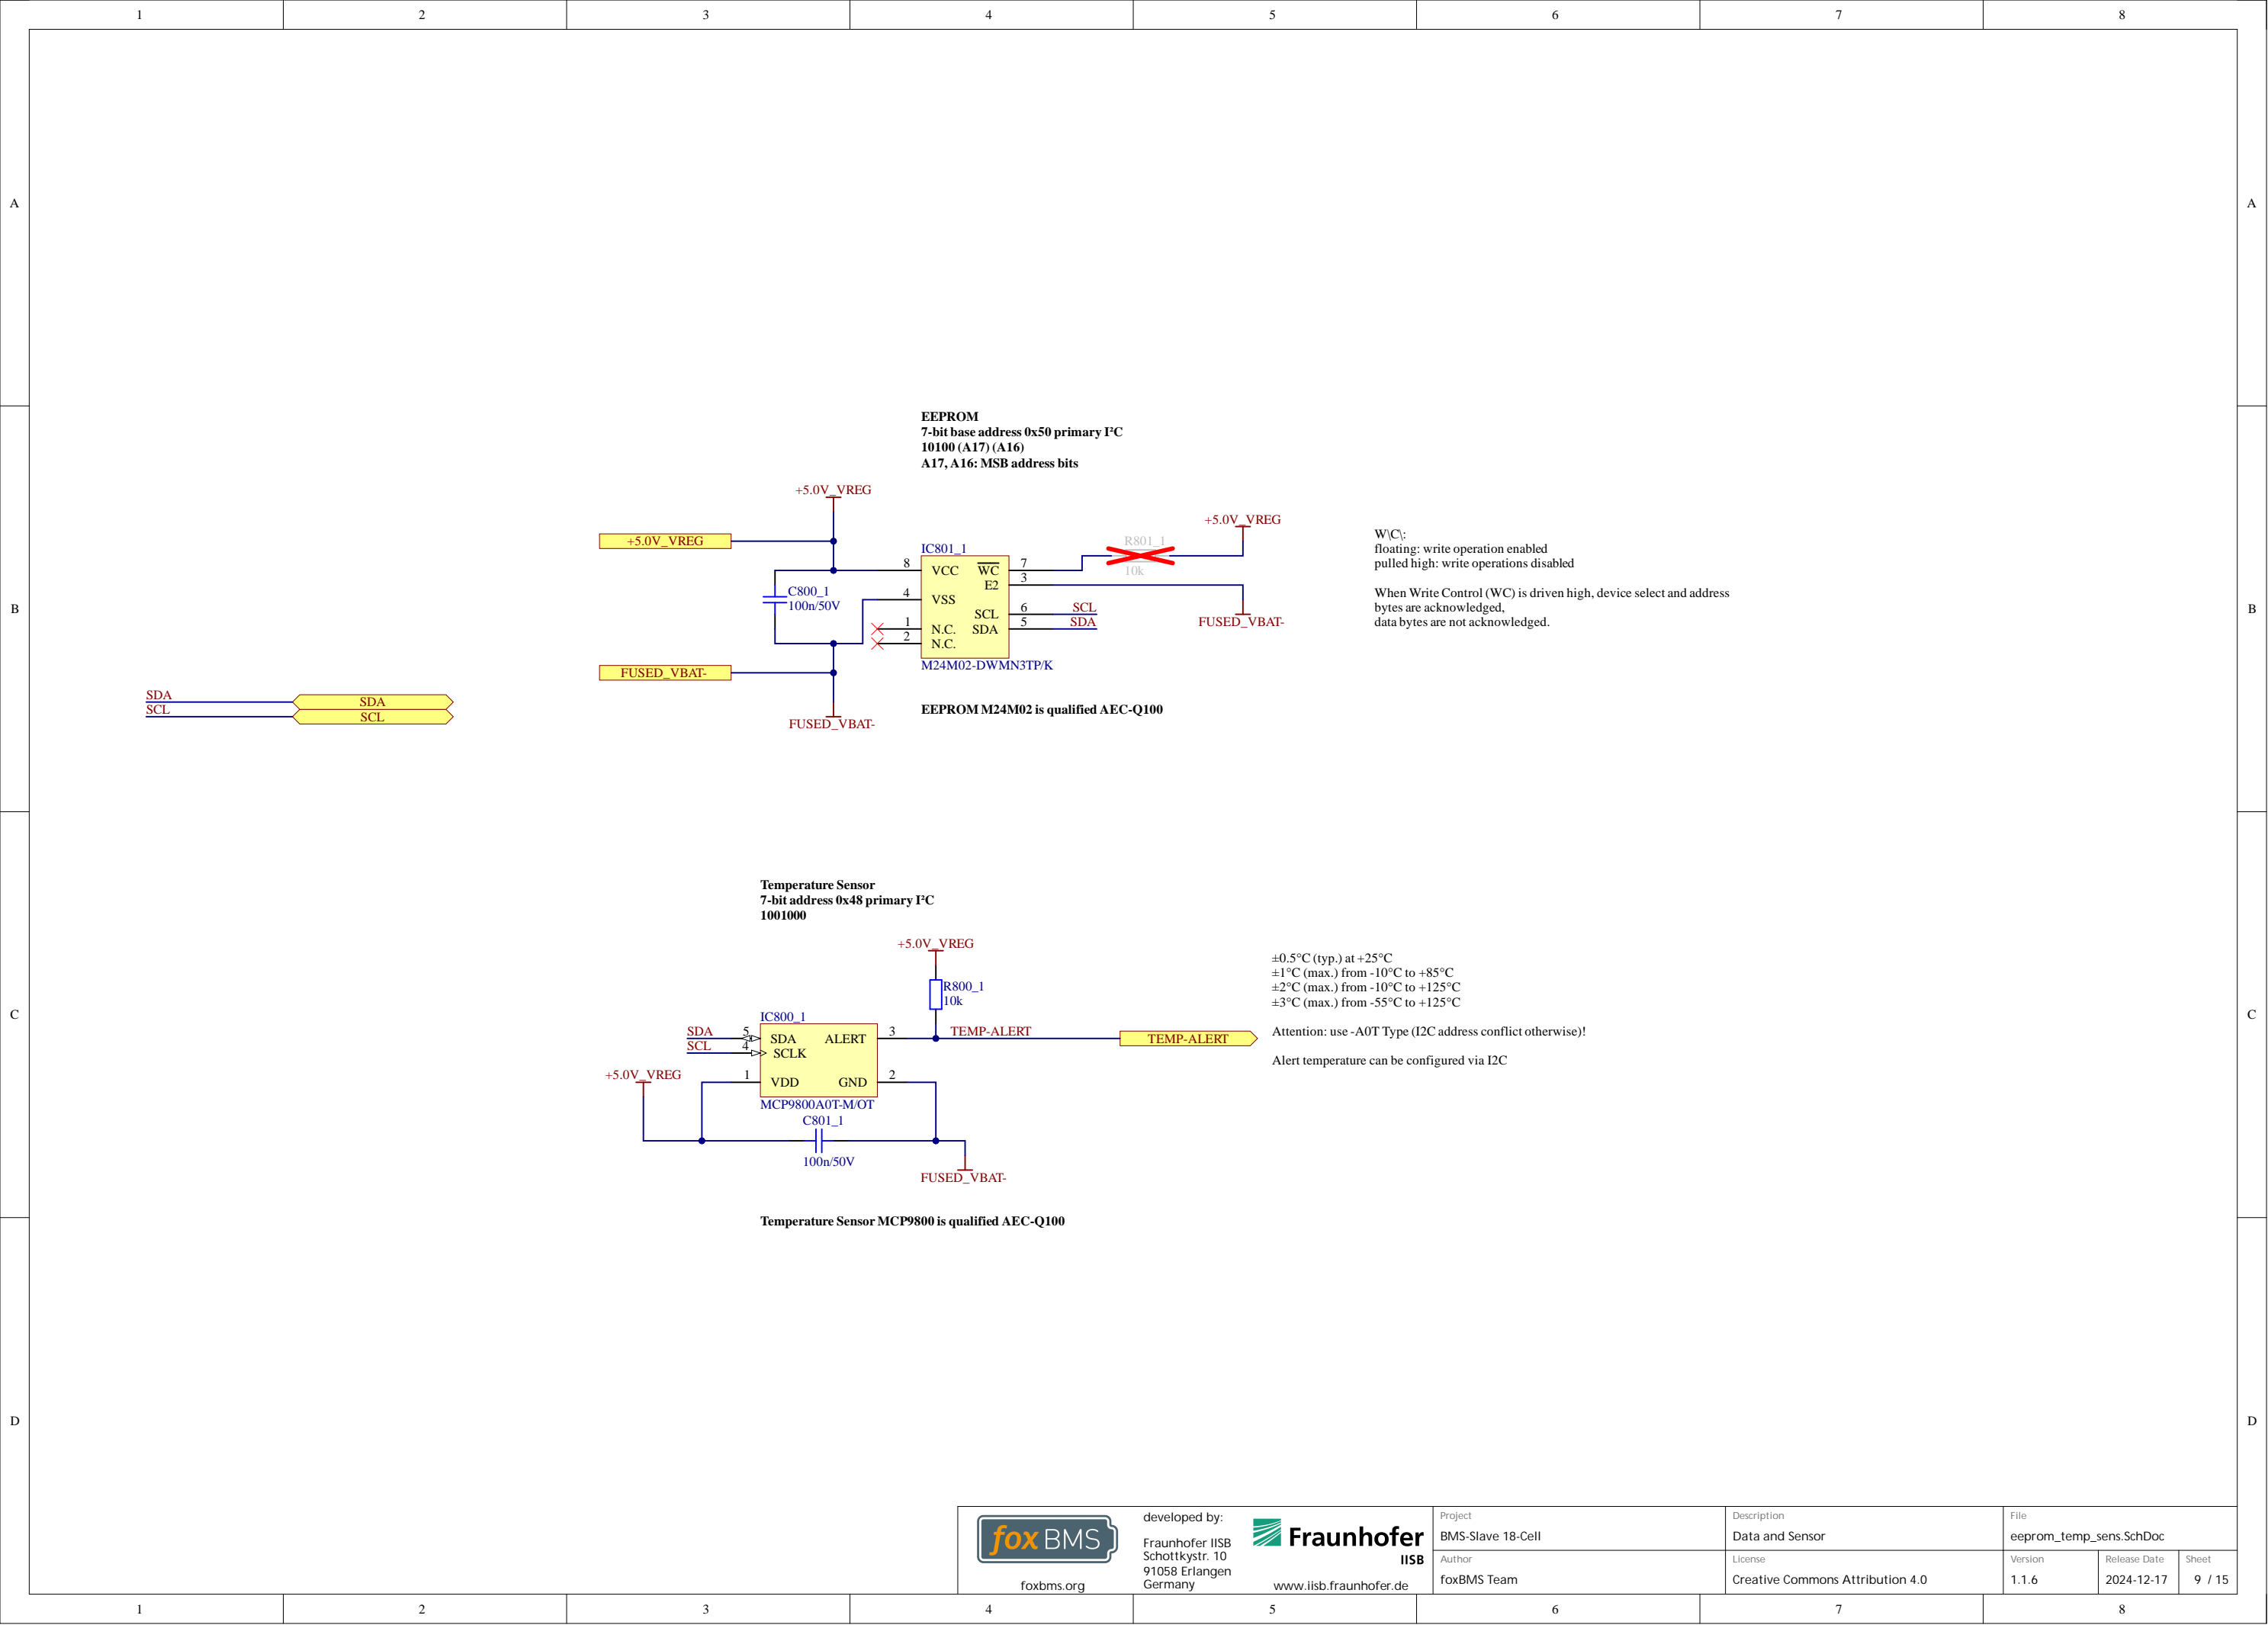 1 2 3 4 5 6 7 8
A A
EEPROM
7-bit base address 0x50 primary I²C
10100 (A17) (A16)
A17, A16: MSB address bits
+5.0V_VREG
+5.0V_VREG
+5.0V_VREG
R801_1
10k
W\C\:
floating: write operation enabled
pulled high: write operations disabled
When Write Control (WC) is driven high, device select and address
bytes are acknowledged,
data bytes are not acknowledged.
IC801_1
8 VCC WC 7
E2 3
4 VSS
SCL 6 SCL
1 N.C. SDA 5 SDA
2 N.C.
M24M02-DWMN3TP/K
C800_1
100n/50V
FUSED_VBAT-
B B
FUSED_VBAT-
FUSED_VBAT-
SDA SDA
SCL SCL
EEPROM M24M02 is qualified AEC-Q100
Temperature Sensor
7-bit address 0x48 primary I²C
1001000
+5.0V_VREG
R800_1
10k
±0.5°C (typ.) at +25°C
±1°C (max.) from -10°C to +85°C
±2°C (max.) from -10°C to +125°C
±3°C (max.) from -55°C to +125°C
Attention: use -A0T Type (I2C address conflict otherwise)!
Alert temperature can be configured via I2C
C C
IC800_1
SDA 5 SDA ALERT 3 TEMP-ALERT TEMP-ALERT
SCL 4 SCLK
+5.0V_VREG 1 VDD GND 2
MCP9800A0T-M/OT
C801_1
100n/50V
FUSED_VBAT-
Temperature Sensor MCP9800 is qualified AEC-Q100
D D
fox BMS
foxbms.org
developed by:
Fraunhofer IISB
Schottkystr. 10
91058 Erlangen
Germany
Fraunhofer
IISB
www.iisb.fraunhofer.de
Project
BMS-Slave 18-Cell
Description
Data and Sensor
File
eeprom_temp_sens.SchDoc
Author
foxBMS Team
License
Creative Commons Attribution 4.0
Version
1.1.6
Release Date
2024-12-17
Sheet
9 / 15
1 2 3 4 5 6 7 8